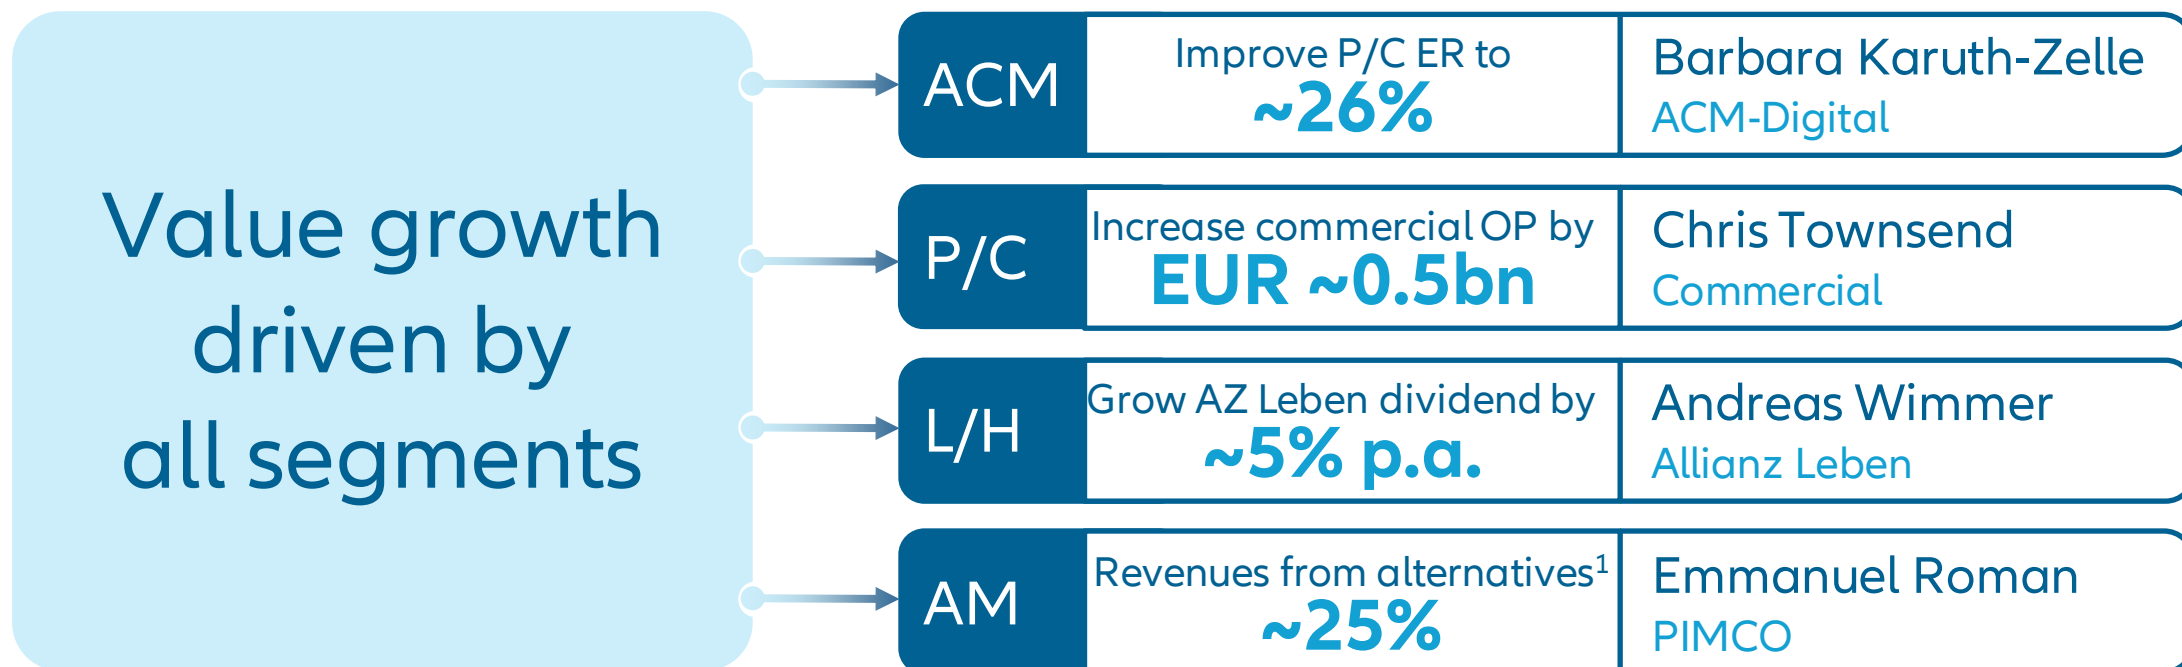 Value growth
driven by
all segments
ACM
Improve P/C ER to
~26%
Barbara Karuth-Zelle
ACM-Digital
P/C
Increase commercial OP by
EUR ~0.5bn
Chris Townsend
Commercial
L/H
Grow AZ Leben dividend by
~5% p.a.
Andreas Wimmer
Allianz Leben
AM
Revenues from alternatives¹
~25%
Emmanuel Roman
PIMCO